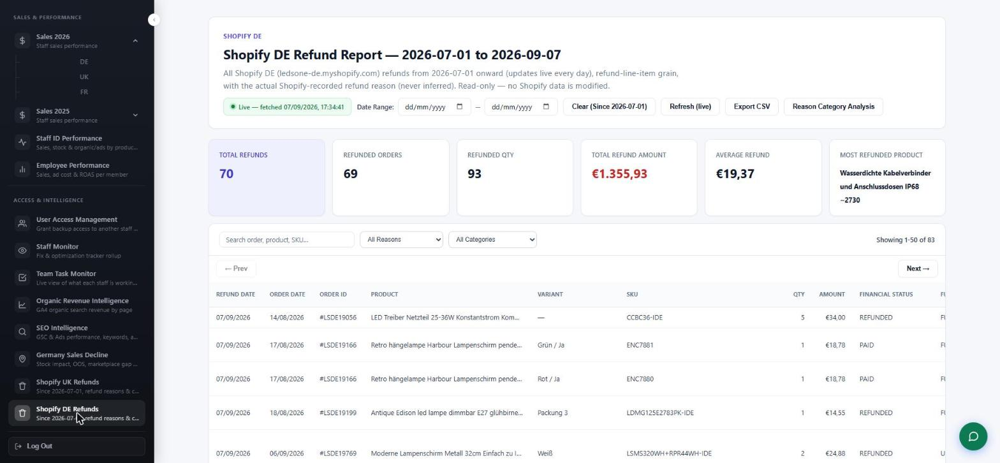 SALES & PERFORMANCE
Sales 2026
Staff sales performance
DE
UK
FR
Sales 2025
Staff sales performance
Staff ID Performance
Sales, stock & organic/ads by produc...
Employee Performance
Sales, ad cost & ROAS per member
ACCESS & INTELLIGENCE
User Access Management
Grant backup access to another staff ...
Staff Monitor
Fix & optimization tracker rollup
Team Task Monitor
Live view of what each staff is workin...
Organic Revenue Intelligence
GA4 organic search revenue by page
SEO Intelligence
GSC & Ads performance, keywords, a...
Germany Sales Decline
Stock impact, OOS, marketplace gap ...
Shopify UK Refunds
Since 2026-07-01, refund reasons & c...
Shopify DE Refunds
Since 2026-07- refund reasons & c...
Log Out
SHOPIFY DE
Shopify DE Refund Report — 2026-07-01 to 2026-09-07
All Shopify DE (ledsone-de.myshopify.com) refunds from 2026-07-01 onward (updates live every day), refund-line-item grain,
with the actual Shopify-recorded refund reason (never inferred). Read-only — no Shopify data is modified.
Live — fetched 07/09/2026, 17:34:41 Date Range: dd/mm/yyyy — dd/mm/yyyy Clear (Since 2026-07-01) Refresh (live) Export CSV Reason Category Analysis
TOTAL REFUNDS
70
REFUNDED ORDERS
69
REFUNDED QTY
93
TOTAL REFUND AMOUNT
€1.355,93
AVERAGE REFUND
€19,37
MOST REFUNDED PRODUCT
Wasserdichte Kabelverbinder
und Anschlussdosen IP68
~2730
Search order, product, SKU... All Reasons All Categories Showing 1-50 of 83
← Prev Next →
REFUND DATE ORDER DATE ORDER ID PRODUCT VARIANT SKU QTY AMOUNT FINANCIAL STATUS FU
07/09/2026 14/08/2026 #LSDE19056 LED Treiber Netzteil 25-36W Konstantstrom Kom... — CCBC36-IDE 5 €34,00 REFUNDED FU
07/09/2026 17/08/2026 #LSDE19166 Retro hängelampe Harbour Lampenschirm pende... Grün / Ja ENC7881 1 €18,78 PAID FU
07/09/2026 17/08/2026 #LSDE19166 Retro hängelampe Harbour Lampenschirm pende... Rot / Ja ENC7880 1 €18,78 PAID FU
07/09/2026 18/08/2026 #LSDE19199 Antique Edison led lampe dimmbar E27 glühbirne... Packung 3 LDMG125E2783PK-IDE 1 €14,55 REFUNDED FU
07/09/2026 06/09/2026 #LSDE19769 Moderne Lampenschirm Metall 32cm Einfach zu I... Weiß LSMS320WH+RPR44WH-IDE 2 €24,88 REFUNDED U